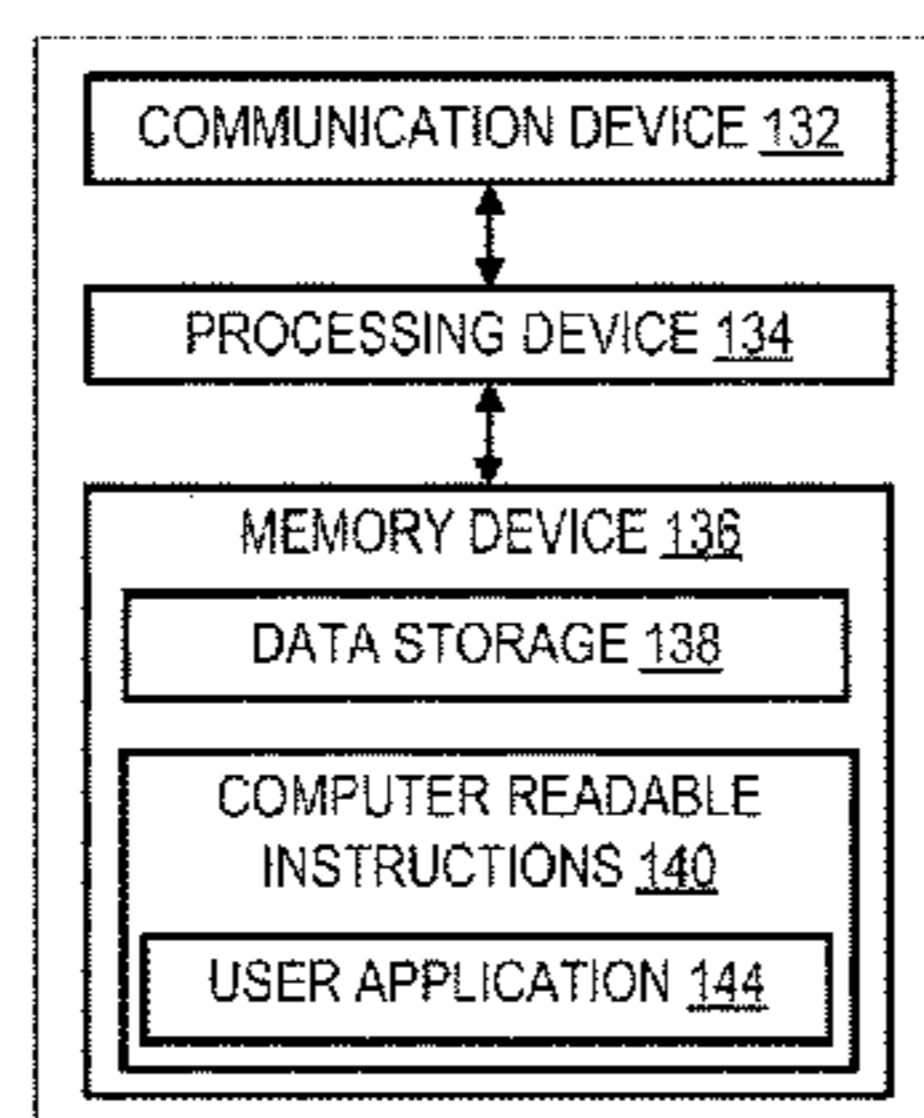 COMMUNICATION DEVICE 132
PROCESSING DEVICE 134
MEMORY DEVICE 136
DATA STORAGE 138
COMPUTER READABLE
INSTRUCTIONS 140
USER APPLICATION 144